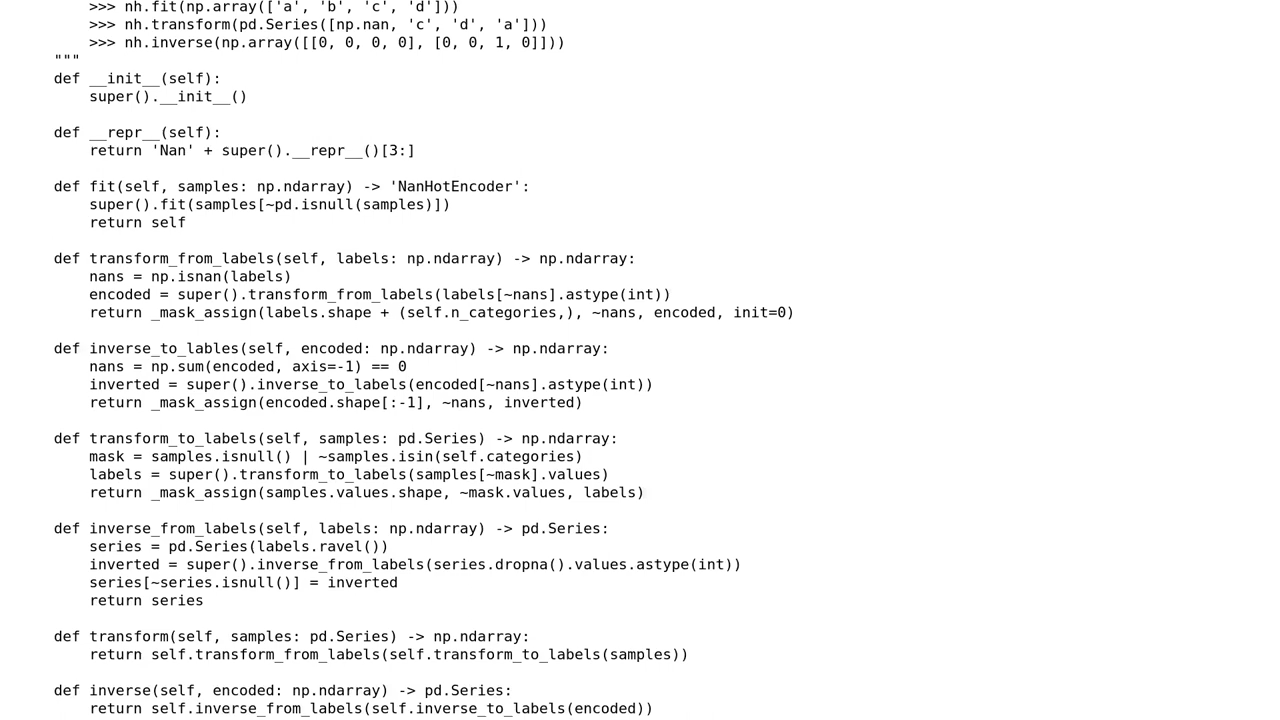 >>> nh.fit(np.array(['a', 'b', 'c', 'd']))
>>> nh.transform(pd.Series([np.nan, 'c', 'd', 'a']))
>>> nh.inverse(np.array([[0, 0, 0, 0], [0, 0, 1, 0]]))
"""
def __init__(self):
super().__init__()
def __repr__(self):
return 'Nan' + super().__repr__()[3:]
def fit(self, samples: np.ndarray) -> 'NanHotEncoder':
super().fit(samples[~pd.isnull(samples)])
return self
def transform_from_labels(self, labels: np.ndarray) -> np.ndarray:
nans = np.isnan(labels)
encoded = super().transform_from_labels(labels[~nans].astype(int))
return _mask_assign(labels.shape + (self.n_categories,), ~nans, encoded, init=0)
def inverse_to_lables(self, encoded: np.ndarray) -> np.ndarray:
nans = np.sum(encoded, axis=-1) == 0
inverted = super().inverse_to_labels(encoded[~nans].astype(int))
return _mask_assign(encoded.shape[:-1], ~nans, inverted)
def transform_to_labels(self, samples: pd.Series) -> np.ndarray:
mask = samples.isnull() | ~samples.isin(self.categories)
labels = super().transform_to_labels(samples[~mask].values)
return _mask_assign(samples.values.shape, ~mask.values, labels)
def inverse_from_labels(self, labels: np.ndarray) -> pd.Series:
series = pd.Series(labels.ravel())
inverted = super().inverse_from_labels(series.dropna().values.astype(int))
series[~series.isnull()] = inverted
return series
def transform(self, samples: pd.Series) -> np.ndarray:
return self.transform_from_labels(self.transform_to_labels(samples))
def inverse(self, encoded: np.ndarray) -> pd.Series:
return self.inverse_from_labels(self.inverse_to_labels(encoded))